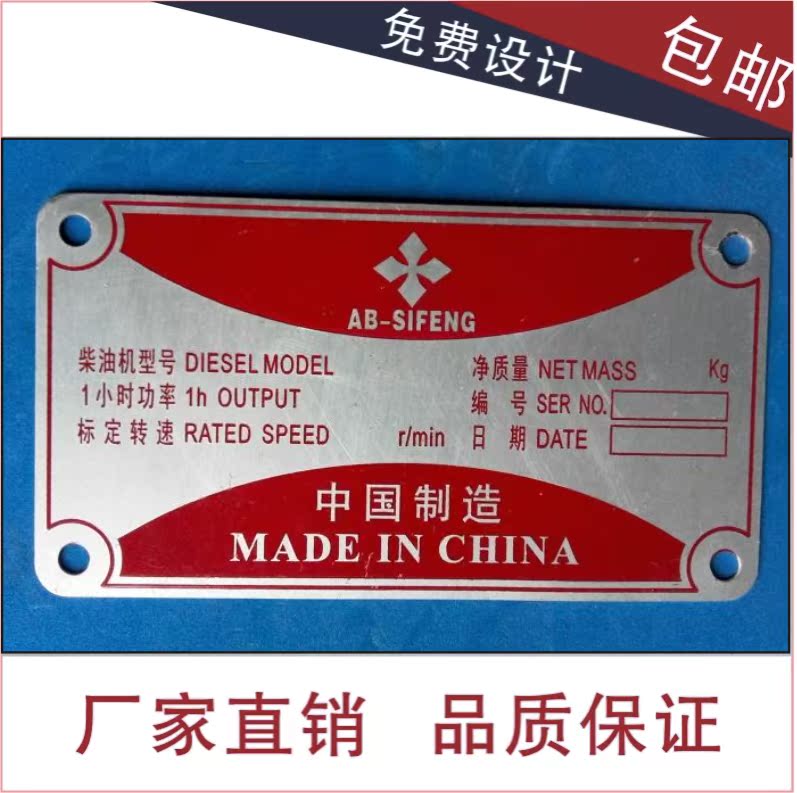 免费设计
包邮
AB-SIFENG
柴油机型号 DIESEL MODEL
净质量 NET MASS Kg
1小时功率 1h OUTPUT
编 号 SER NO.
标定转速 RATED SPEED r/min
日 期 DATE
中国制造
MADE IN CHINA
厂家直销 品质保证